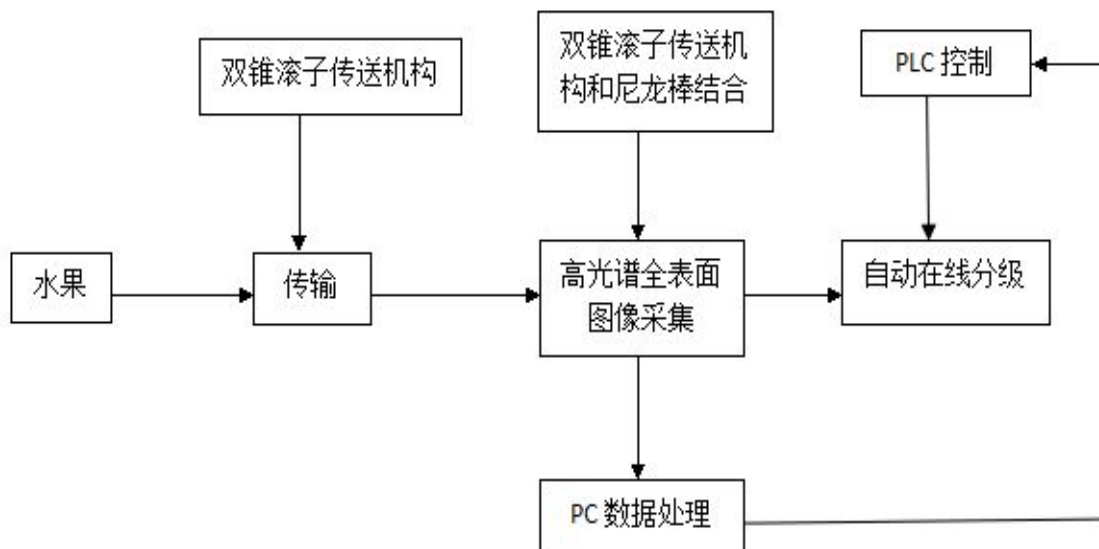 双锥滚子传送机构
双锥滚子传送机
构和尼龙棒结合
PLC 控制
水果
传输
高光谱全表面
图像采集
自动在线分级
PC 数据处理